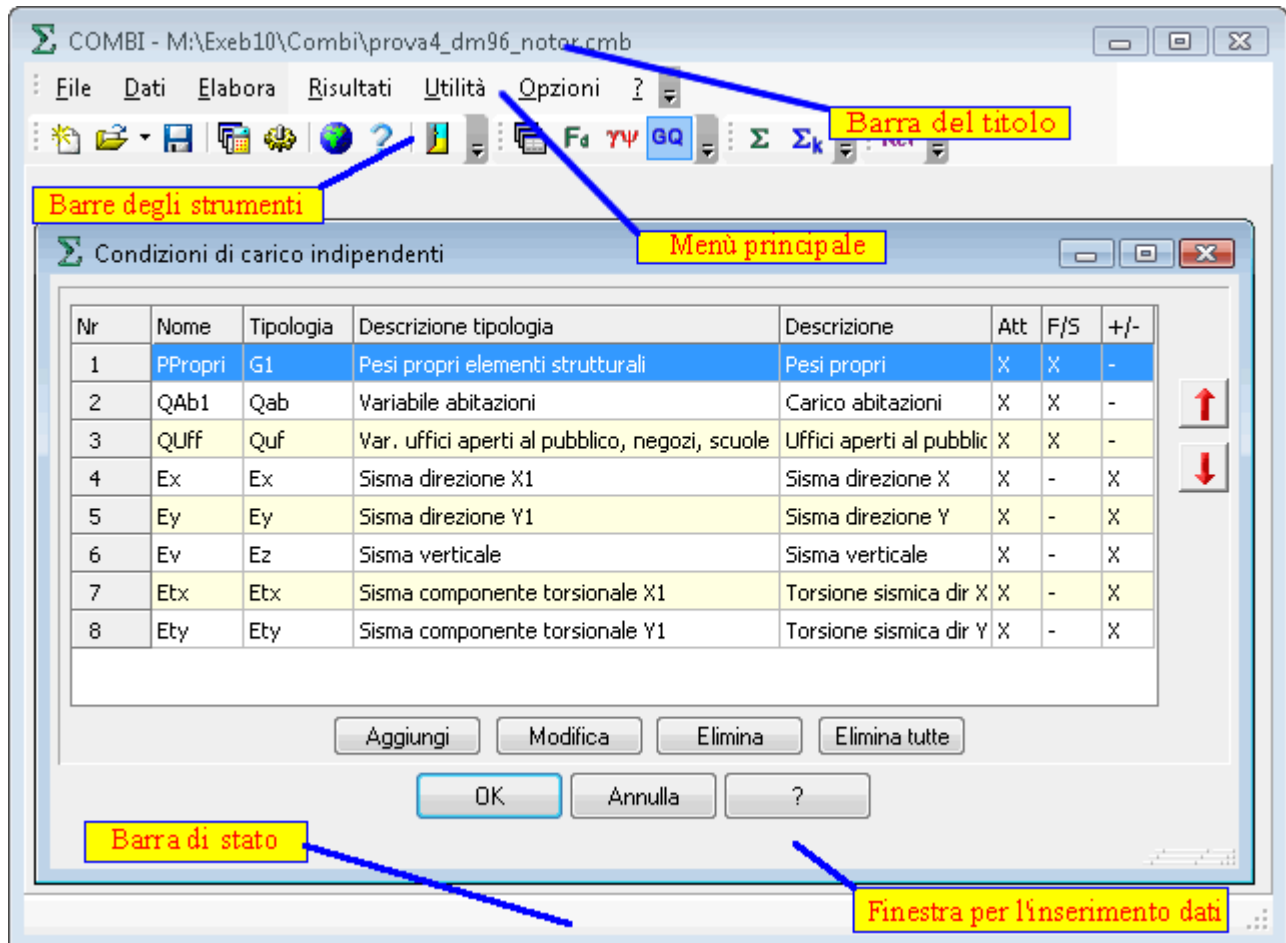 COMBI - M:\Exeb10\Combi\prova4_dm96_notor.cmb
File Dati Elabora Risultati Utilità Opzioni ?
Barra del titolo
? Fd γψ GQ Σ Σk
Barre degli strumenti
Menù principale
Condizioni di carico indipendenti
Nr Nome Tipologia Descrizione tipologia Descrizione Att F/S +/-
1 PPropri G1 Pesi propri elementi strutturali Pesi propri X X -
2 QAb1 Qab Variabile abitazioni Carico abitazioni X X -
3 QUff Quf Var. uffici aperti al pubblico, negozi, scuole Uffici aperti al pubblic X X -
4 Ex Ex Sisma direzione X1 Sisma direzione X X - X
5 Ey Ey Sisma direzione Y1 Sisma direzione Y X - X
6 Ev Ez Sisma verticale Sisma verticale X - X
7 Etx Etx Sisma componente torsionale X1 Torsione sismica dir X X - X
8 Ety Ety Sisma componente torsionale Y1 Torsione sismica dir Y X - X
Aggiungi Modifica Elimina Elimina tutte
OK Annulla ?
Barra di stato
Finestra per l'inserimento dati